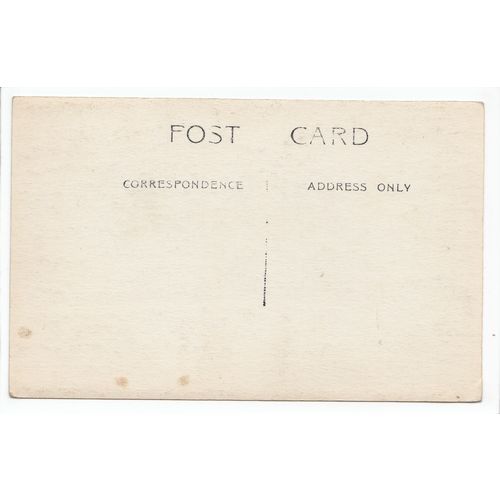 POST CARD
CORRESPONDENCE ADDRESS ONLY